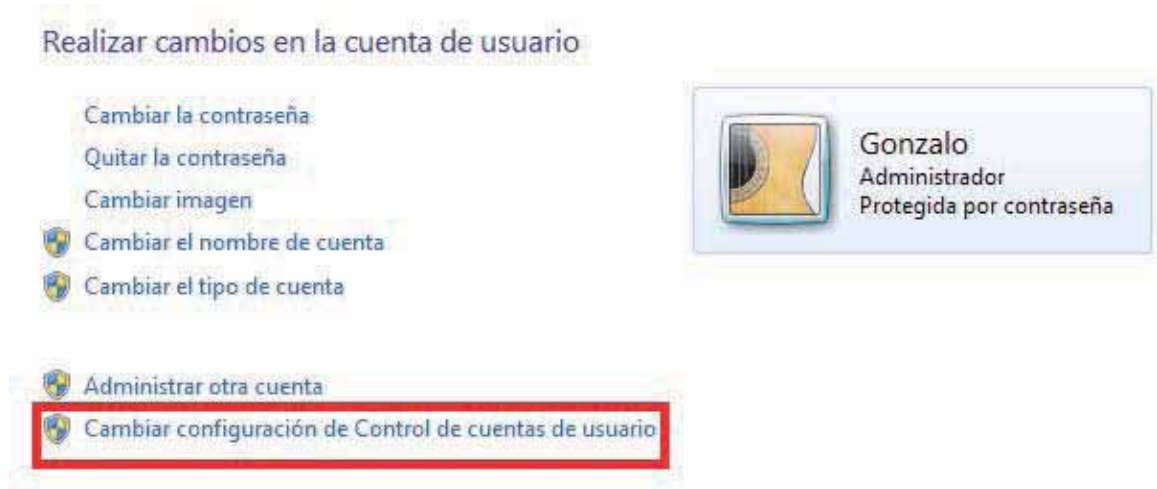 Realizar cambios en la cuenta de usuario
Cambiar la contraseña
Quitar la contraseña
Cambiar imagen
Cambiar el nombre de cuenta
Cambiar el tipo de cuenta
Administrar otra cuenta
Cambiar configuración de Control de cuentas de usuario
Gonzalo
Administrador
Protegida por contraseña